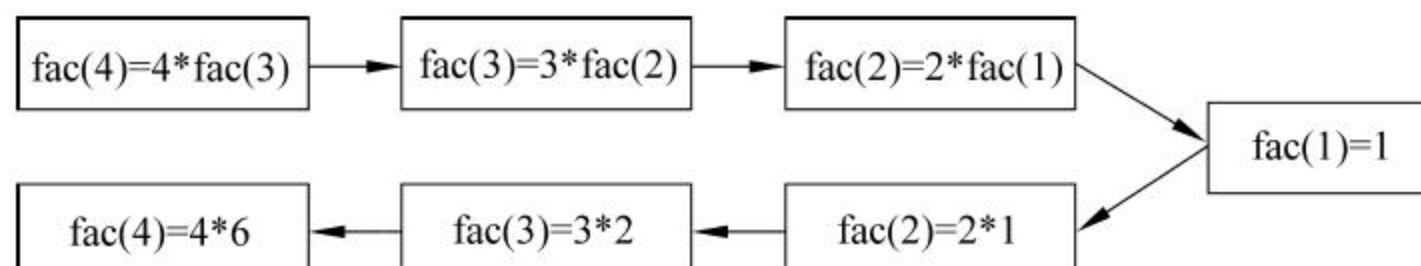 fac(4)=4*fac(3)
fac(3)=3*fac(2)
fac(2)=2*fac(1)
fac(1)=1
fac(4)=4*6
fac(3)=3*2
fac(2)=2*1